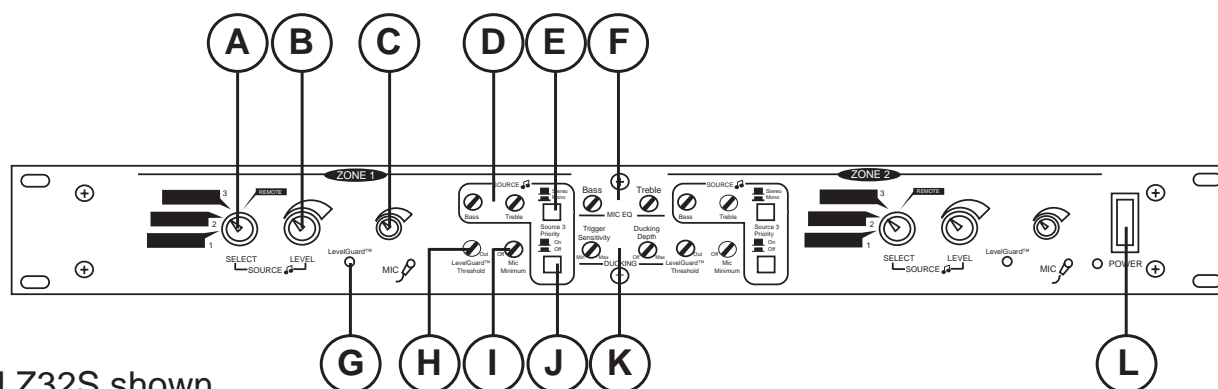 A B C D E F
ZONE 1
ZONE 2
3
REMOTE
2
1
SELECT
LEVEL
SOURCE
LevelGuard™
MIC
SOURCE
Bass
Treble
Stereo
Mono
Source 3
Priority
On
Off
Out
LevelGuard™
Threshold
Off
Mic
Minimum
Bass
Treble
MIC EQ
Trigger
Sensitivity
Ducking
Depth
Min
Max
Off
Max
DUCKING
SOURCE
Bass
Treble
Stereo
Mono
Source 3
Priority
On
Off
Out
LevelGuard™
Threshold
Off
Mic
Minimum
3
REMOTE
2
1
SELECT
LEVEL
SOURCE
LevelGuard™
MIC
POWER
G H I J K L
Z32S shown